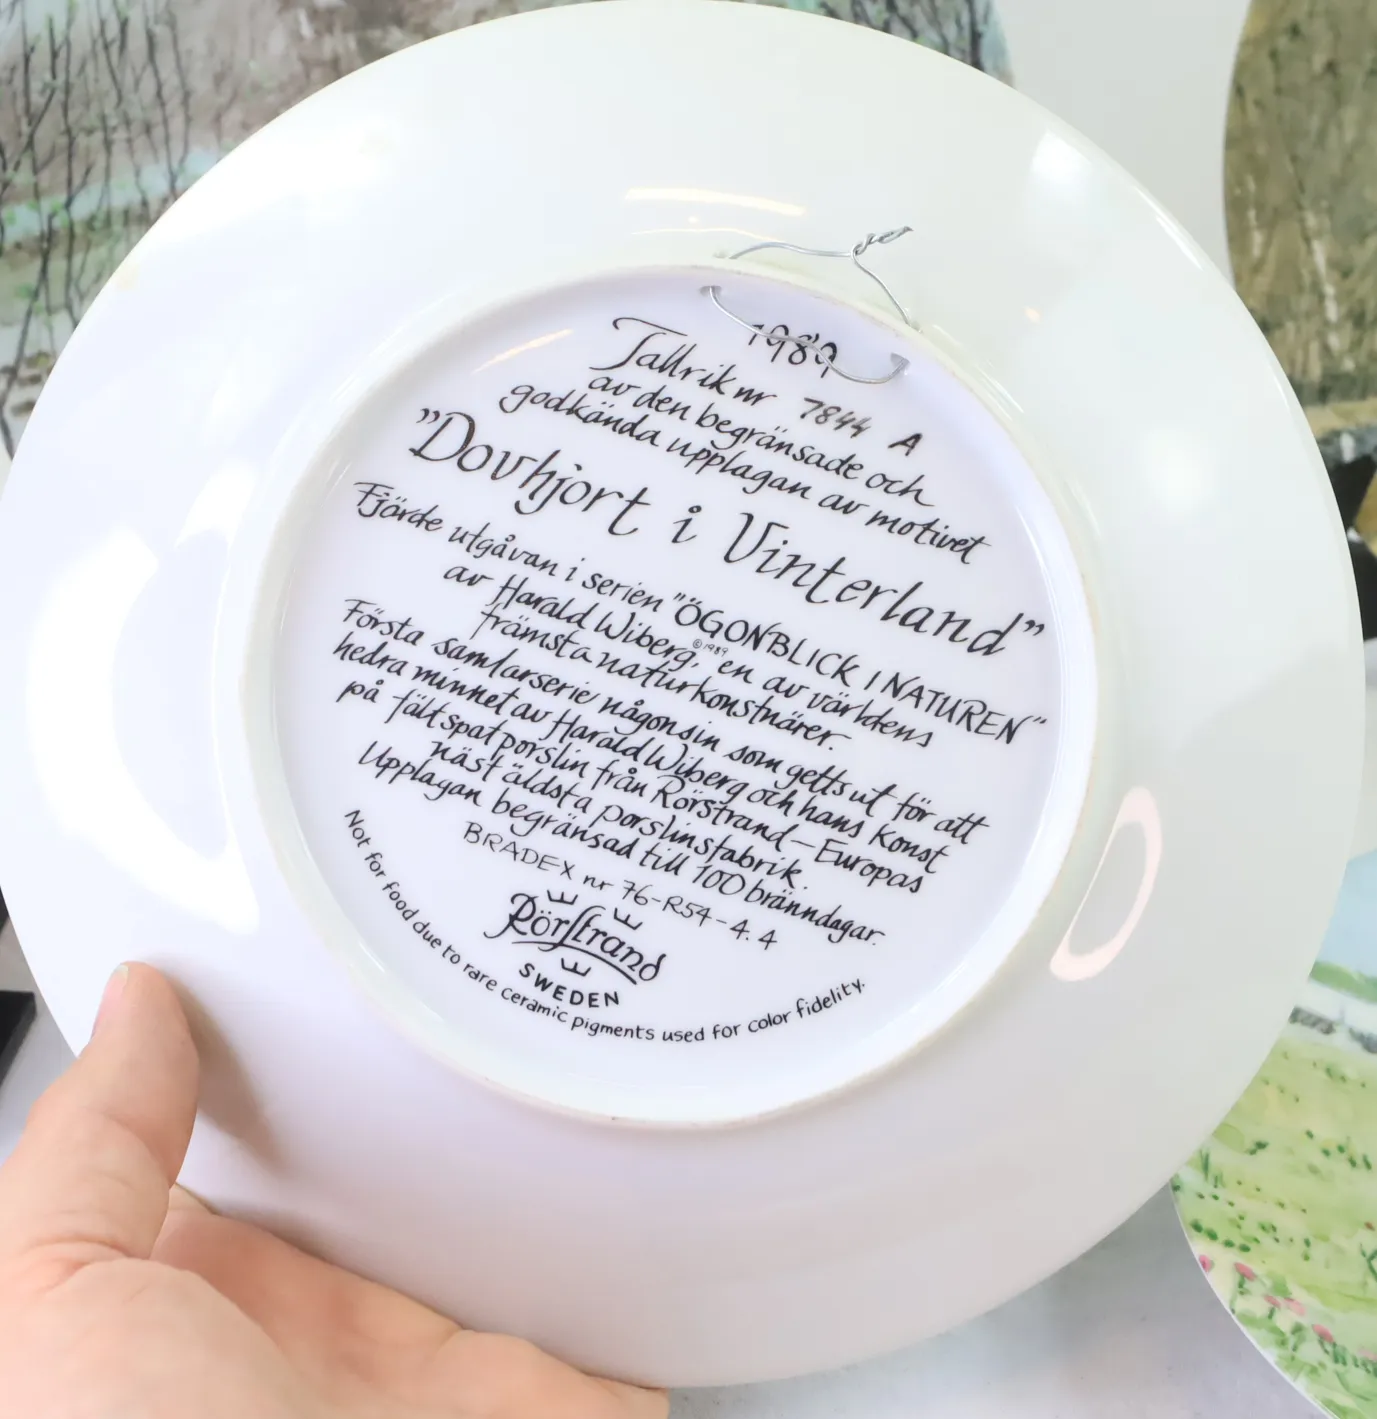 1989
Tallrik nr 7844 A
av den begränsade och
godkända upplagan av motivet
"Dovhjort i Vinterland"
Fjärde utgåvan i serien "ÖGONBLICK I NATUREN"
av Harald Wiberg, ©1989 en av världens
främsta naturkonstnärer.
Första samlarserie någonsin som getts ut för att
hedra minnet av Harald Wiberg och hans konst
på fältspatporslin från Rörstrand – Europas
näst äldsta porslinsfabrik.
Upplagan begränsad till 100 bränndagar.
BRADEX nr 76-R54-4.4
Rörstrand
SWEDEN
Not for food due to rare ceramic pigments used for color fidelity.